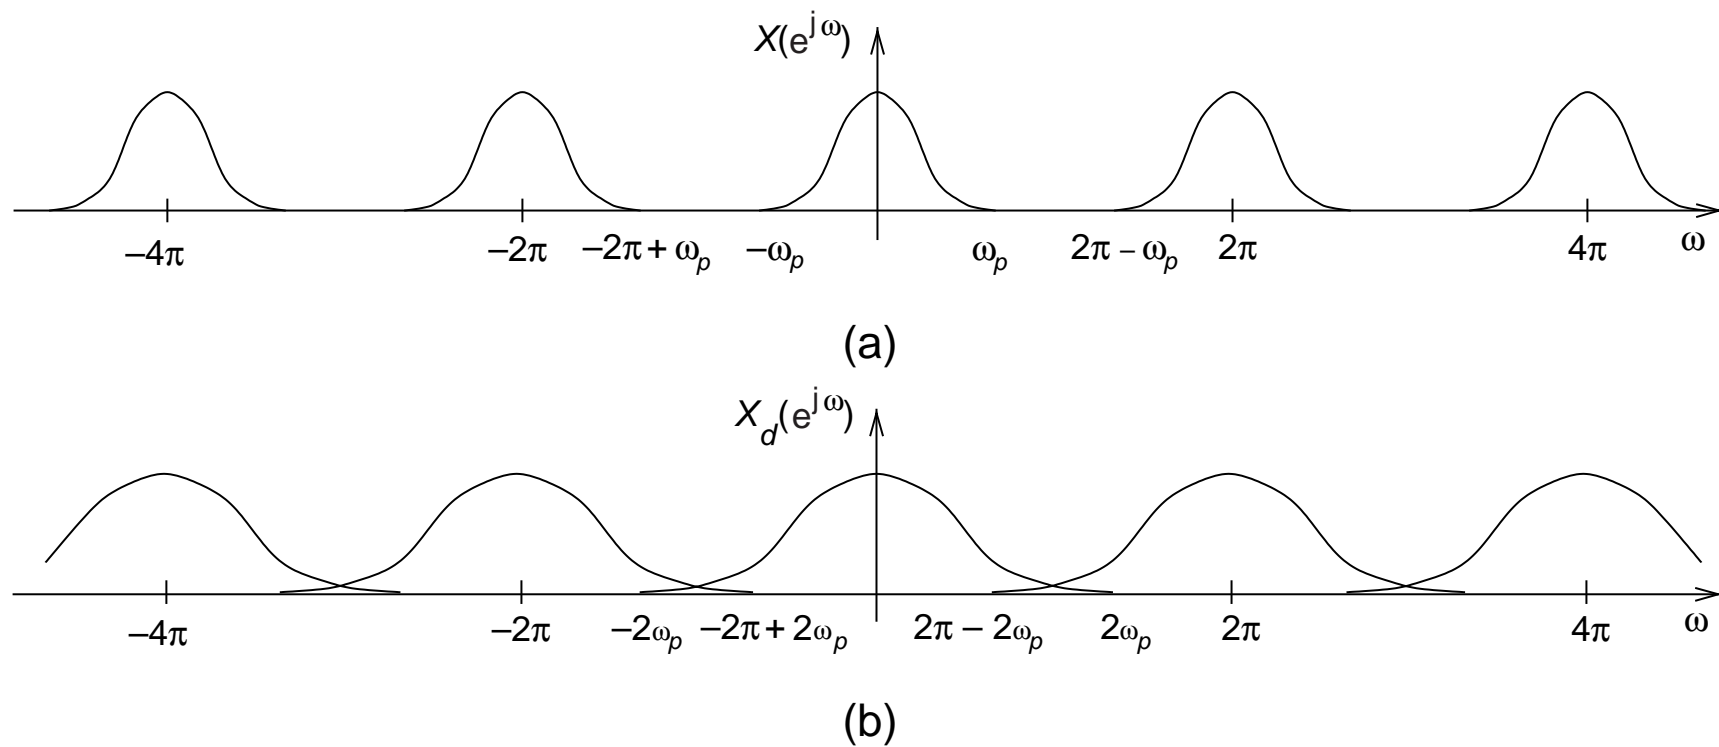 X(e^jω)
−4π −2π −2π + ω_p −ω_p ω_p 2π − ω_p 2π 4π ω
(a)
X_d(e^jω)
−4π −2π −2ω_p −2π + 2ω_p 2π − 2ω_p 2ω_p 2π 4π ω
(b)